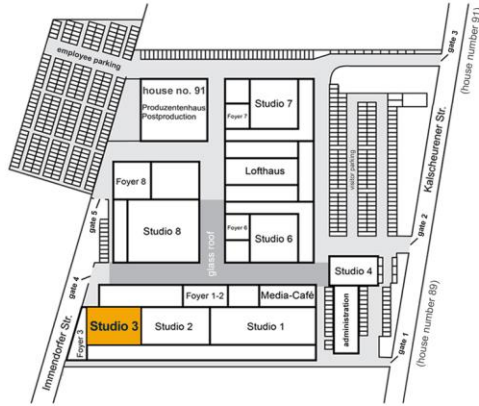 employee parking
gate 3
(house number 91)
house no. 91
Produzentenhaus
Postproduction
Studio 7
Foyer 7
Kalscheurener Str.
visitor parking
Lofthaus
Foyer 8
Studio 8
glass roof
Foyer 6
Studio 6
gate 5
gate 2
gate 4
Studio 4
Foyer 1-2
Media-Café
administration
(house number 89)
Immendorfer Str.
Foyer 3
Studio 3
Studio 2
Studio 1
gate 1